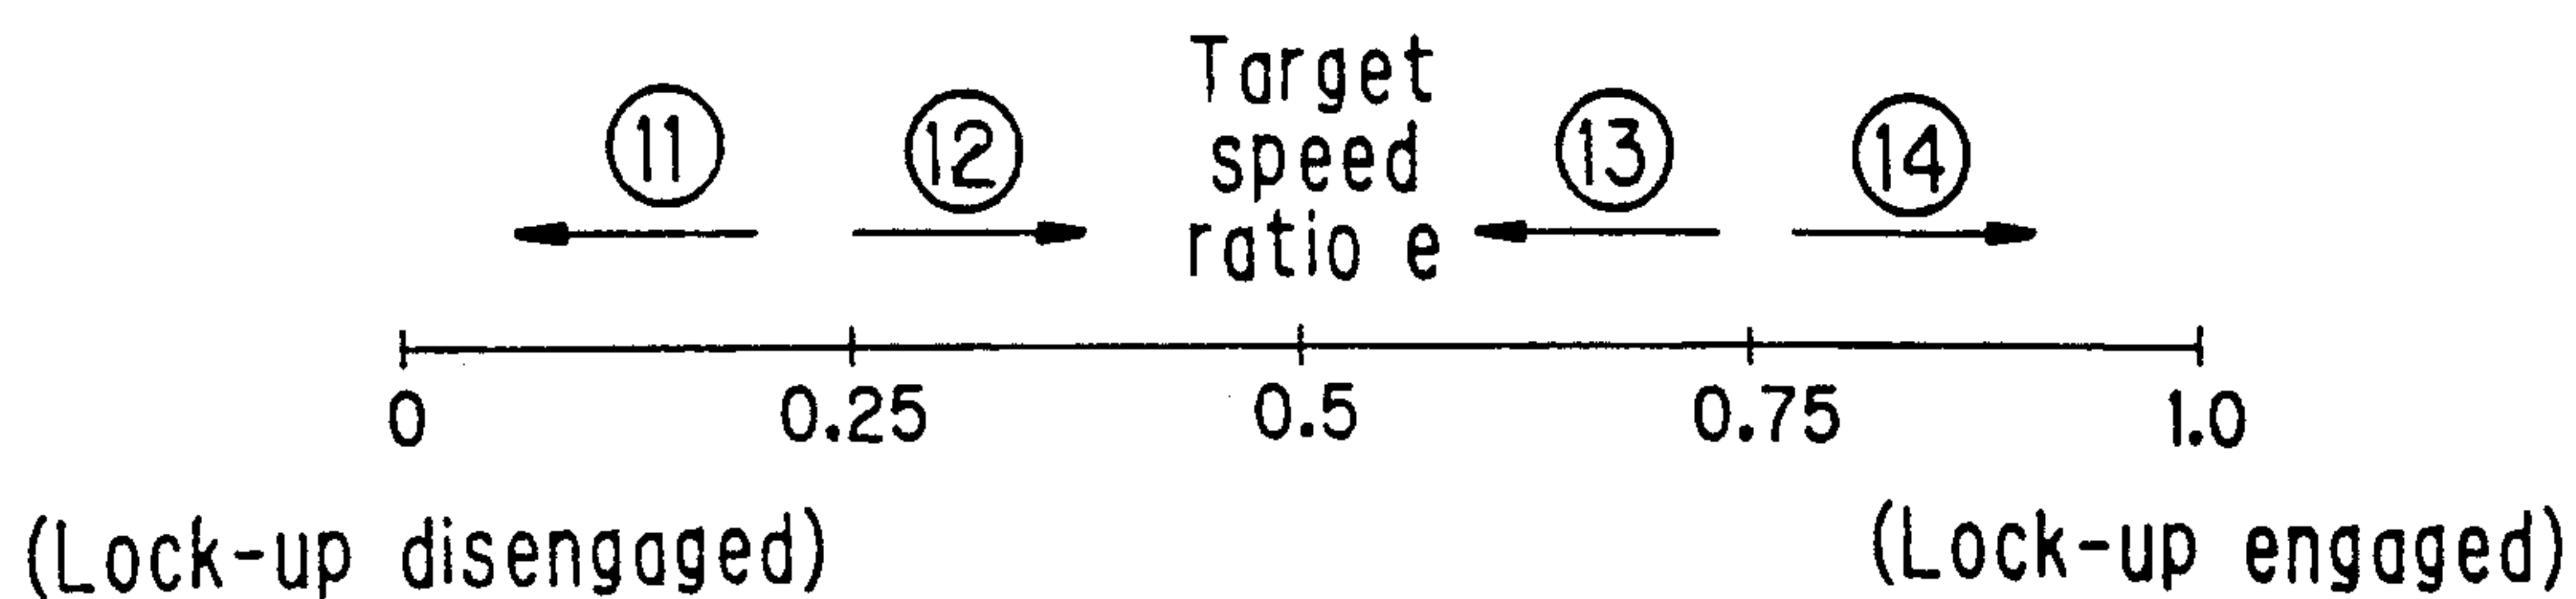 Target
speed
ratio e
11 12 13 14
0 0.25 0.5 0.75 1.0
(Lock-up disengaged) (Lock-up engaged)